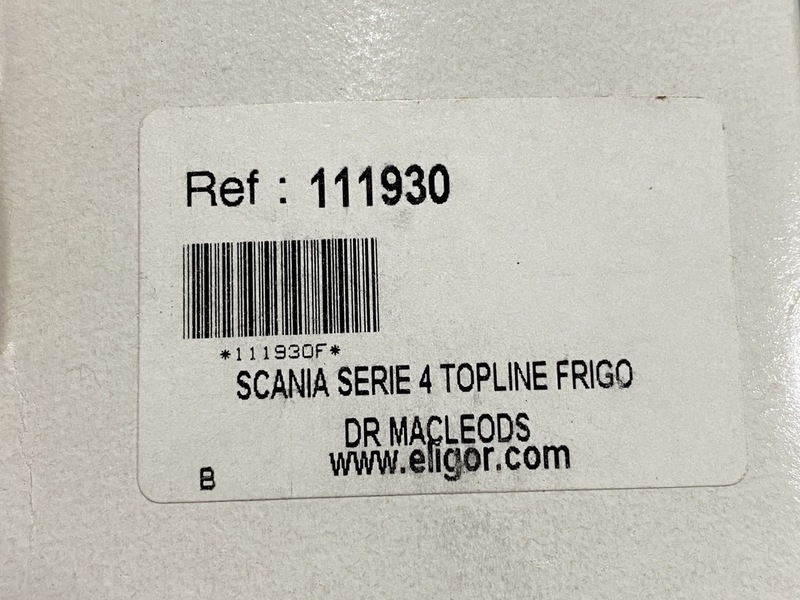 Ref : 111930
*111930F*
SCANIA SERIE 4 TOPLINE FRIGO
DR MACLEODS
www.eligor.com
B